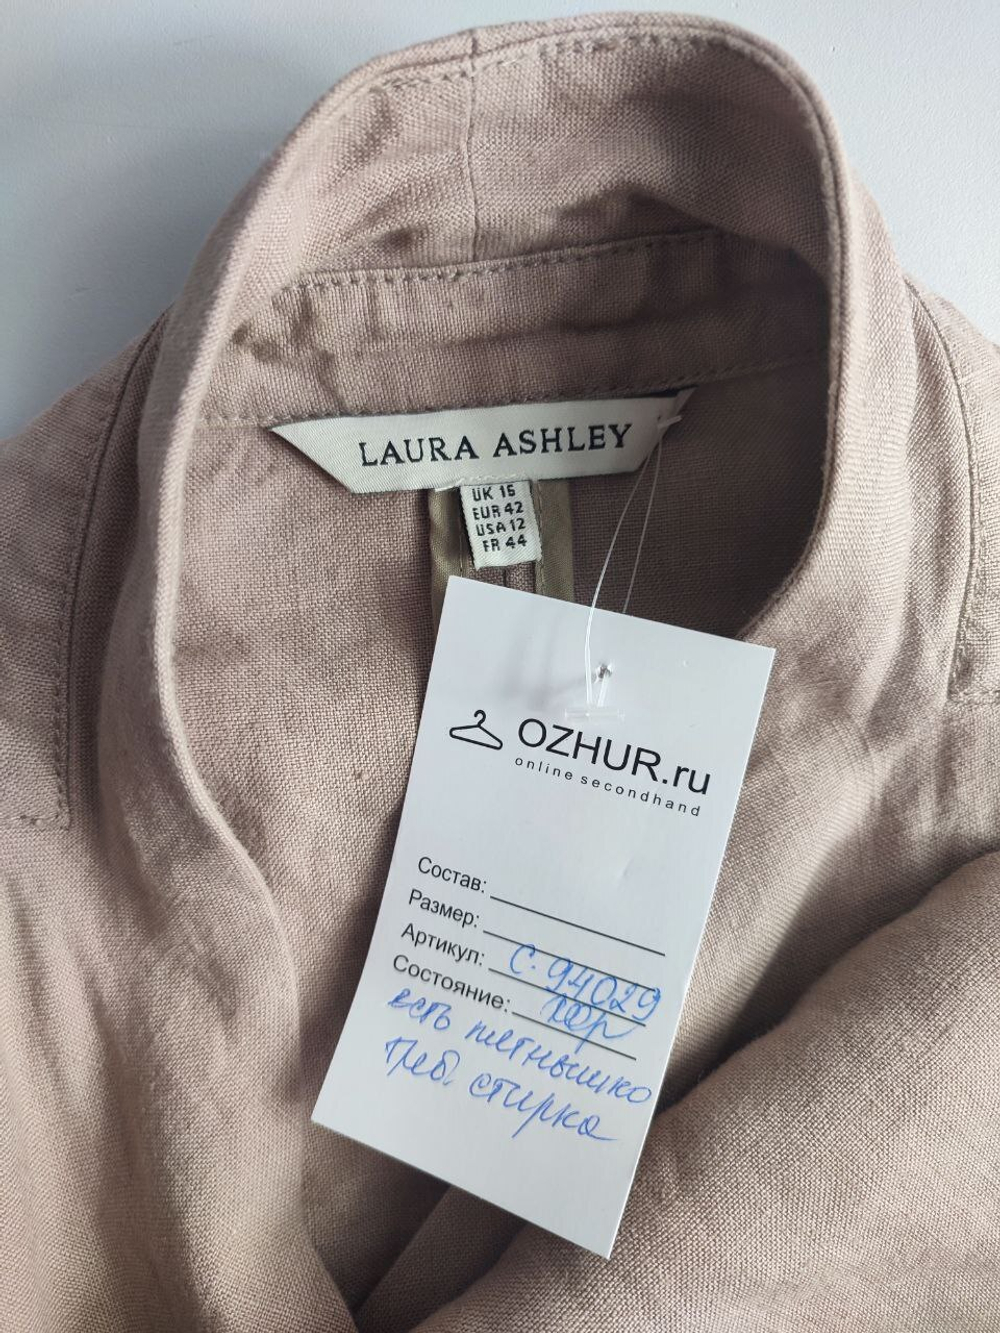 LAURA ASHLEY
UK 16
EUR 42
USA 12
FR 44
OZHUR.ru
online secondhand
Состав:
Размер:
Артикул: С. 94029
Состояние: хор
есть пятнышко
треб. стирка